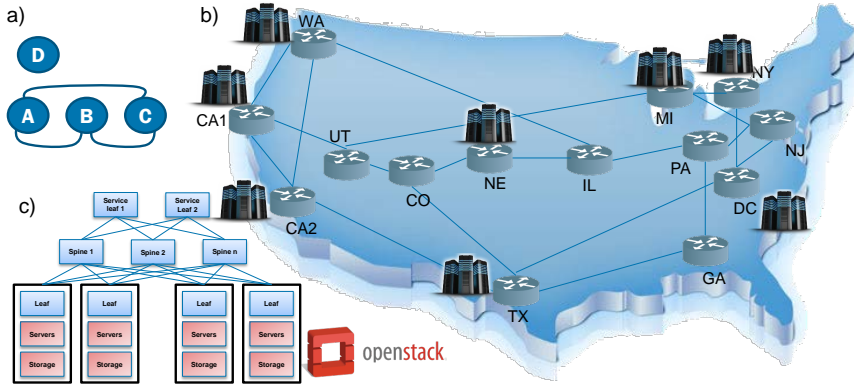 a)
D
A B C
b)
WA
CA1
CA2
UT
CO
NE
IL
MI
NY
PA
NJ
DC
GA
TX
c)
Service
leaf 1
Service
Leaf 2
Spine 1
Spine 2
Spine n
Leaf
Leaf
Leaf
Leaf
Servers
Servers
Servers
Servers
Storage
Storage
Storage
Storage
openstack